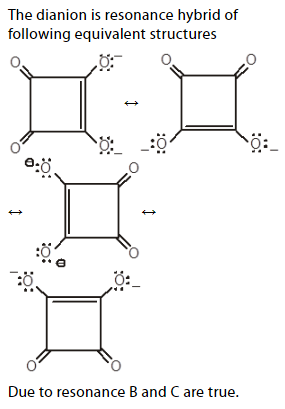 The dianion is resonance hybrid of
following equivalent structures
O :Ö:⁻ O O
↔
O :Ö:⁻ ⁻:Ö: :Ö:⁻
⊖:Ö: O
↔ ↔
:Ö:⊖ O
⁻:Ö: :Ö:⁻
O O
Due to resonance B and C are true.